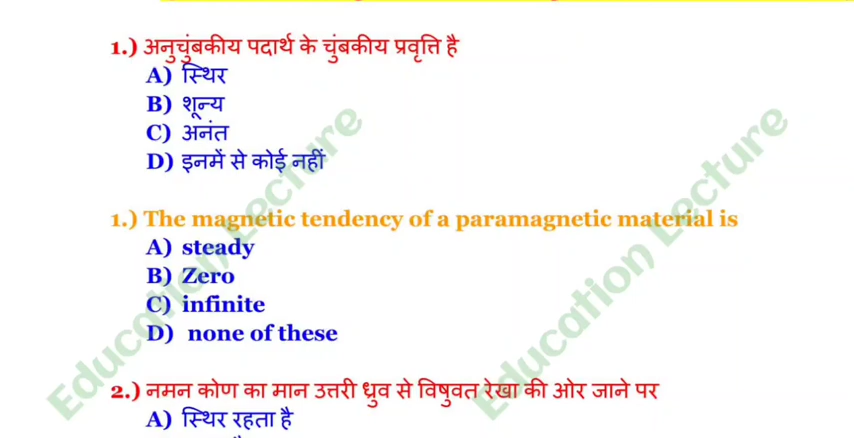 1.) अनुचुंबकीय पदार्थ के चुंबकीय प्रवृत्ति है
A) स्थिर
B) शून्य
C) अनंत
D) इनमें से कोई नहीं
1.) The magnetic tendency of a paramagnetic material is
A) steady
B) Zero
C) infinite
D) none of these
2.) नमन कोण का मान उत्तरी ध्रुव से विषुवत रेखा की ओर जाने पर
A) स्थिर रहता है
Education Lecture
Education Lecture